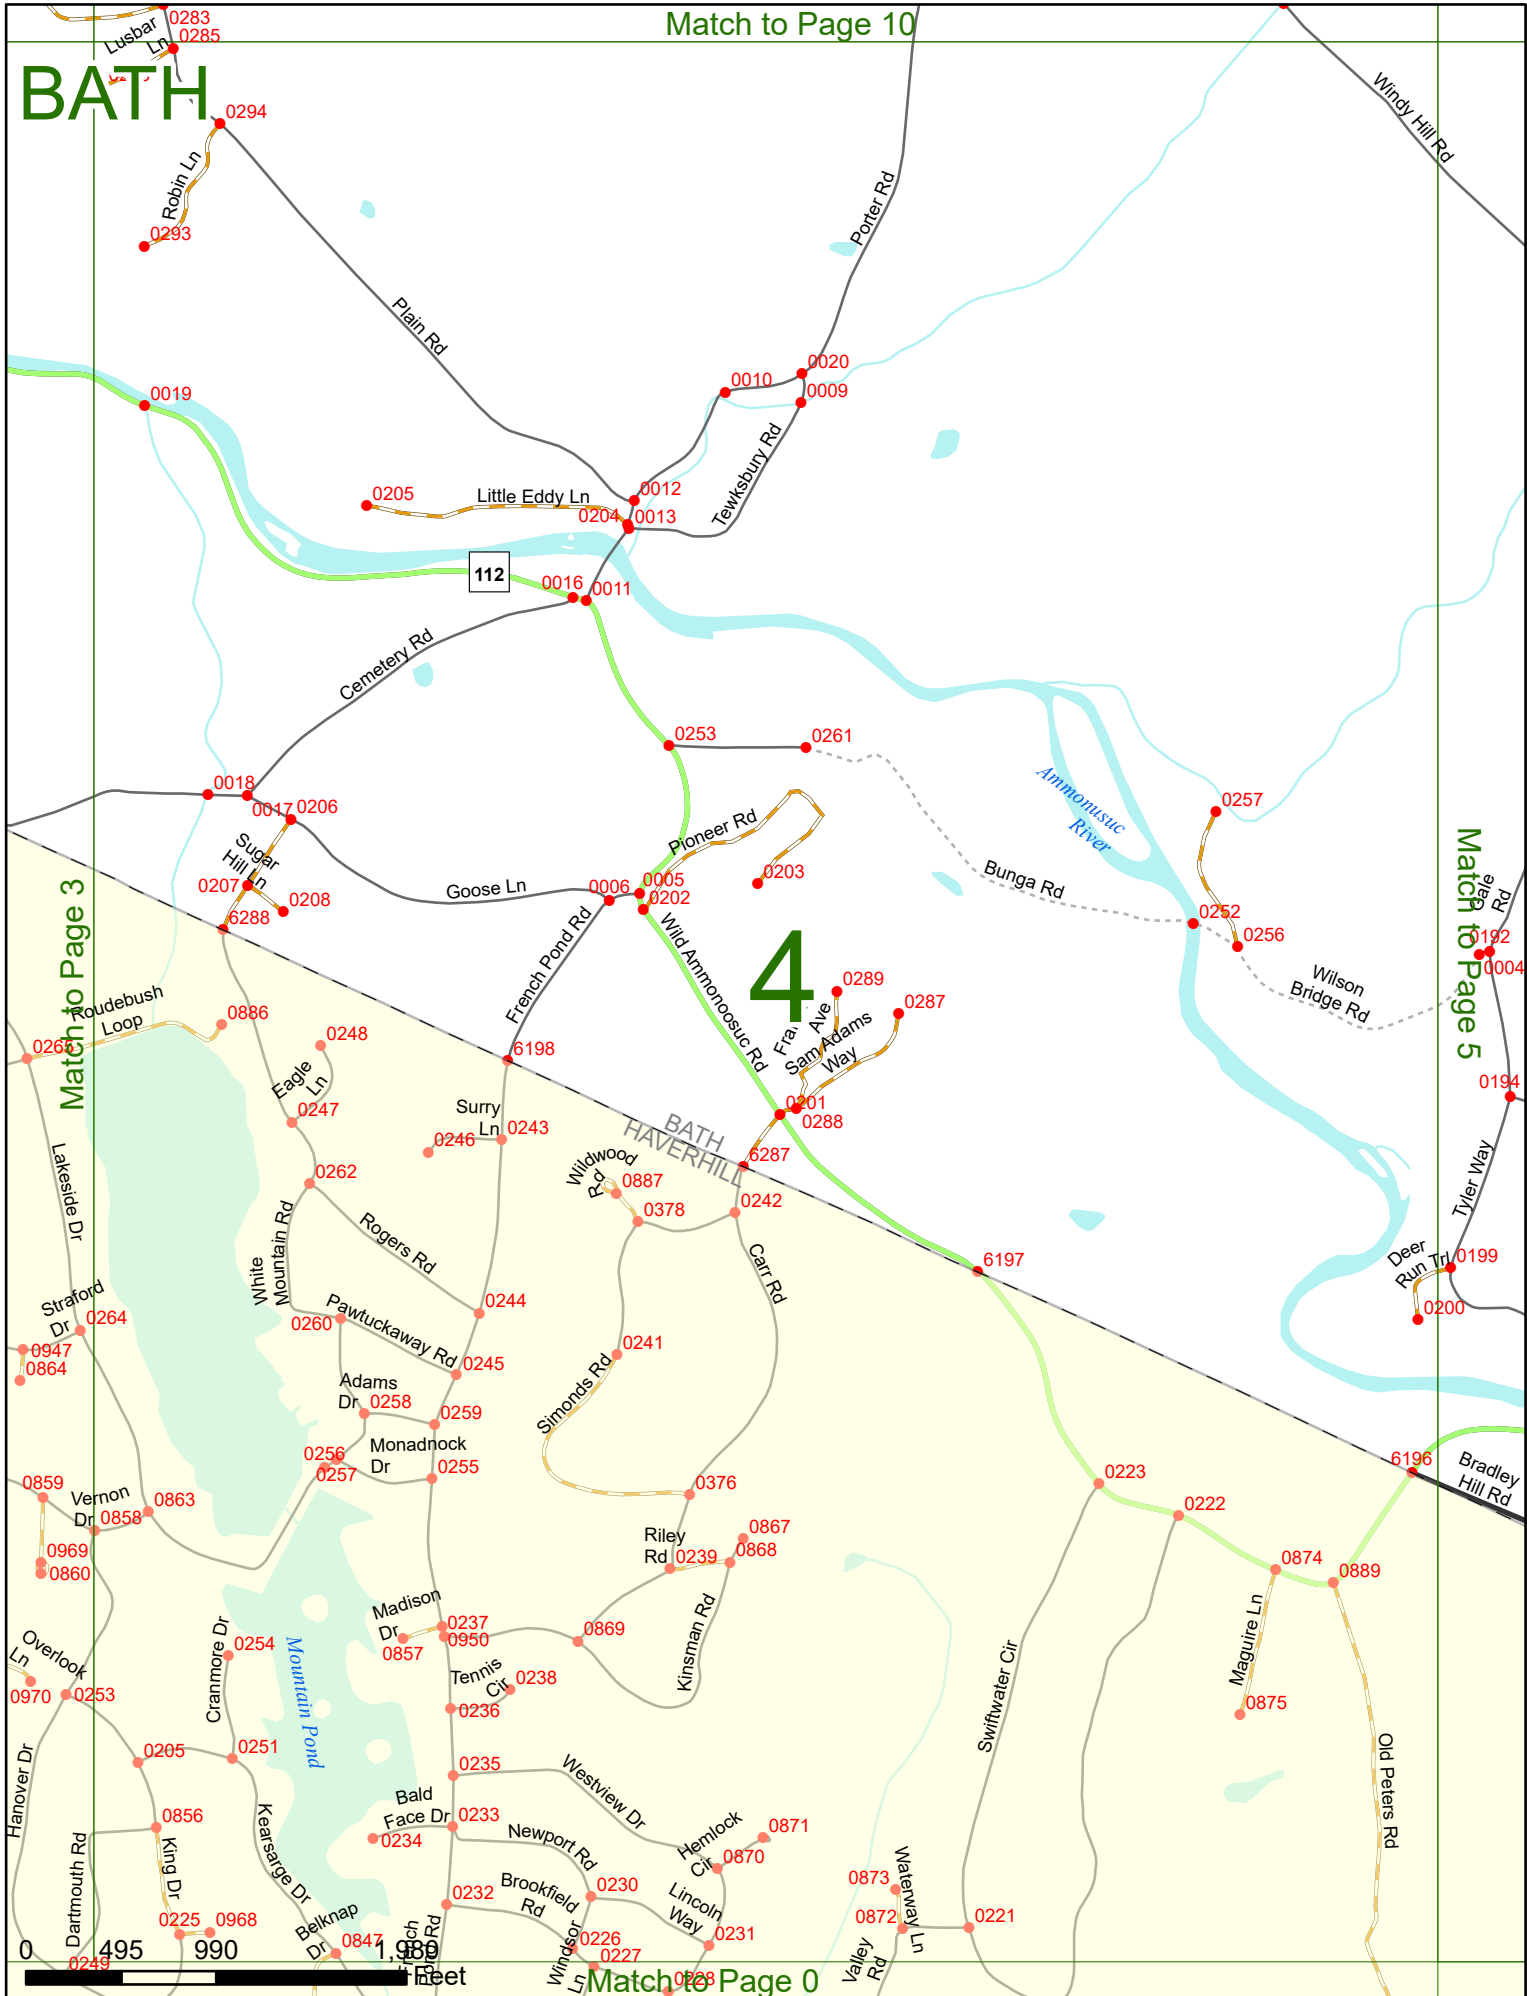 Match to Page 10
0283
0285
Lusbar
Ln
BATH
0294
Robin Ln
0293
Windy Hill Rd
Porter Rd
Plain Rd
0019
0010
0020
0009
Tewksbury Rd
0205
Little Eddy Ln
0012
0204
0013
112
0016
0011
Cemetery Rd
0253
0261
Ammonusuc
River
0257
0018
0017
0206
Sugar
Hill Ln
0207
0208
6288
Goose Ln
0006
0005
0202
Pioneer Rd
0203
Bunga Rd
0252
0256
Wilson
Bridge Rd
Gale
Rd
0192
0004
Match to Page 3
Match to Page 5
French Pond Rd
Wild Ammonoosuc Rd
4
0289
0287
Ave
Sam Adams
Way
0201
0288
6198
BATH
HAVERHILL
6287
0194
Tyler Way
Deer
Run Trl
0199
0200
6197
6196
Bradley
Hill Rd
Roudebush
Loop
0886
0265
0248
Eagle
Ln
0247
Surry
Ln
0243
0246
Wildwood
Rd
0887
0378
0242
Carr Rd
Lakeside Dr
0262
White
Mountain Rd
Rogers Rd
0244
Straford
Dr
0264
0947
0864
0260
Pawtuckaway Rd
0245
0241
Simonds Rd
Adams
Dr
0258
0259
Monadnock
Dr
0256
0257
0255
0376
0223
0222
0859
Vernon
Dr
0858
0863
0969
0860
Riley
Rd
0239
0867
0868
0874
0889
Madison
Dr
0857
0237
0950
0869
Kinsman Rd
Maguire Ln
0875
Overlook
Ln
0970
0253
Cranmore Dr
0254
Mountain Pond
Tennis
Cir
0238
0236
Swiftwater Cir
Old Peters Rd
Hanover Dr
0205
0251
0235
Westview Dr
Bald
Face Dr
0234
0233
Newport Rd
Hemlock
Cir
0871
0870
0856
King Dr
Kearsarge Dr
Dartmouth Rd
0232
Brookfield
Rd
0230
Lincoln
Way
0231
0873
Waterway Ln
0872
0221
Valley
Rd
0225
0968
Belknap
Dr
0847
0249
Windsor
Ln
0226
0227
0228
0 495 990 1,980
Feet
Match to Page 0